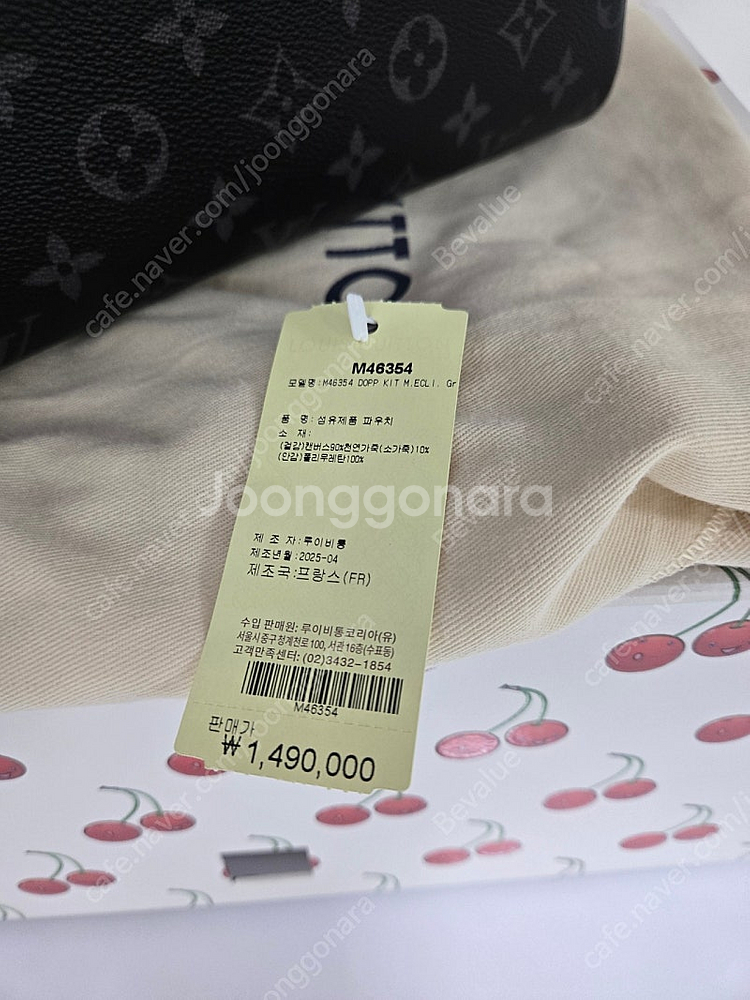 TTO
M46354
모델명:M46354 DOPP KIT M.ECLI. Gr
품 명:섬유제품 파우치
소 재:
(겉감)캔버스90%천연가죽(소가죽)10%
(안감)폴리우레탄100%
Joonggonara
제 조 자:루이비통
제조년월:2025-04
제조국:프랑스(FR)
수입 판매원: 루이비통코리아(유)
서울시중구청계천로100, 서관16층(수표동)
고객만족센터: (02)3432-1854
M46354
판매가
₩1,490,000
cafe.naver.com/joonggonara
Bevalue